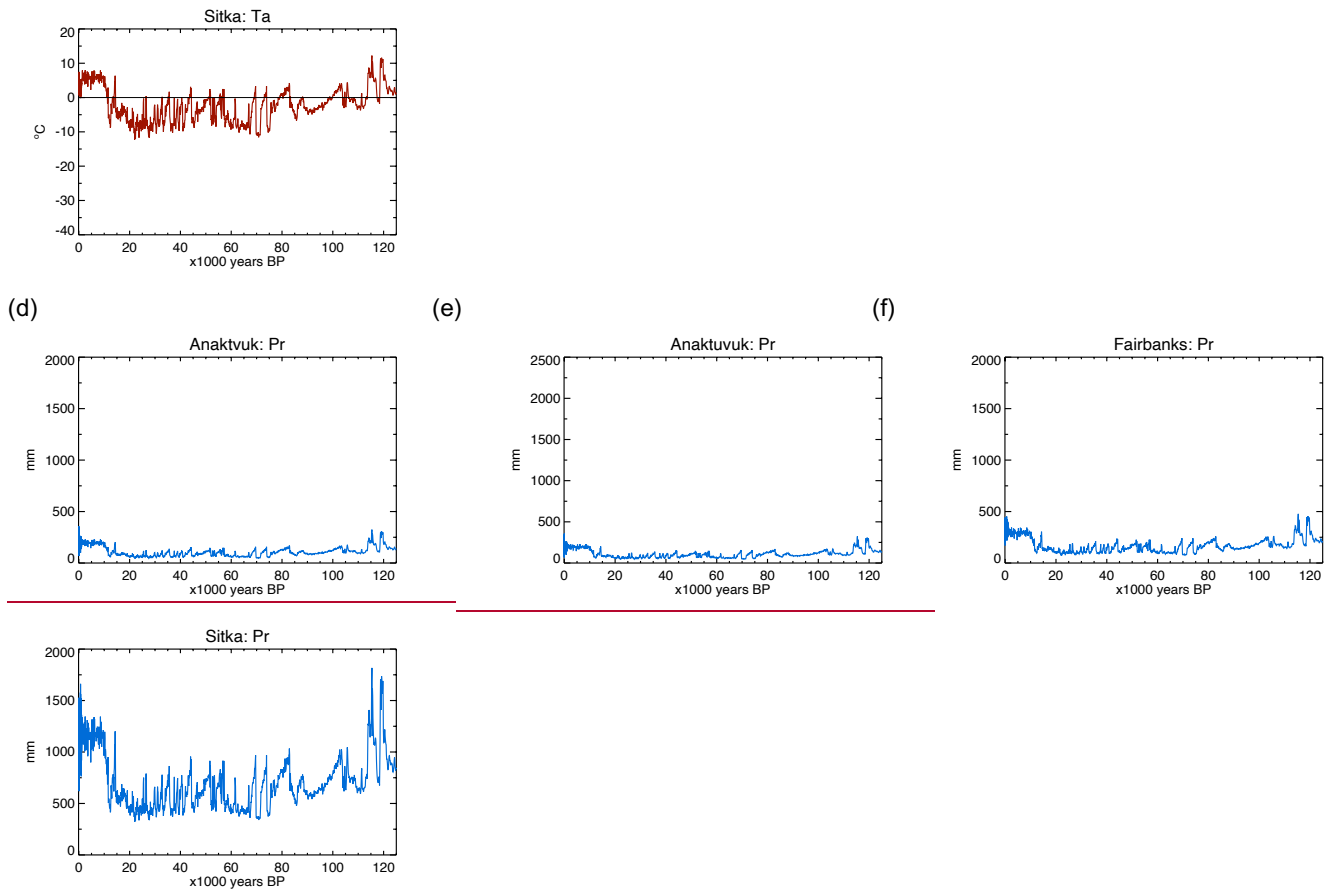 Sitka: Ta
20
10
0
-10
-20
-30
-40
°C
0 20 40 60 80 100 120
x1000 years BP
(d) (e) (f)
Anaktvuk: Pr
2000
1500
1000
500
0
mm
0 20 40 60 80 100 120
x1000 years BP
Anaktuvuk: Pr
2500
2000
1500
1000
500
0
mm
0 20 40 60 80 100 120
x1000 years BP
Fairbanks: Pr
2000
1500
1000
500
0
mm
0 20 40 60 80 100 120
x1000 years BP
Sitka: Pr
2000
1500
1000
500
0
mm
0 20 40 60 80 100 120
x1000 years BP